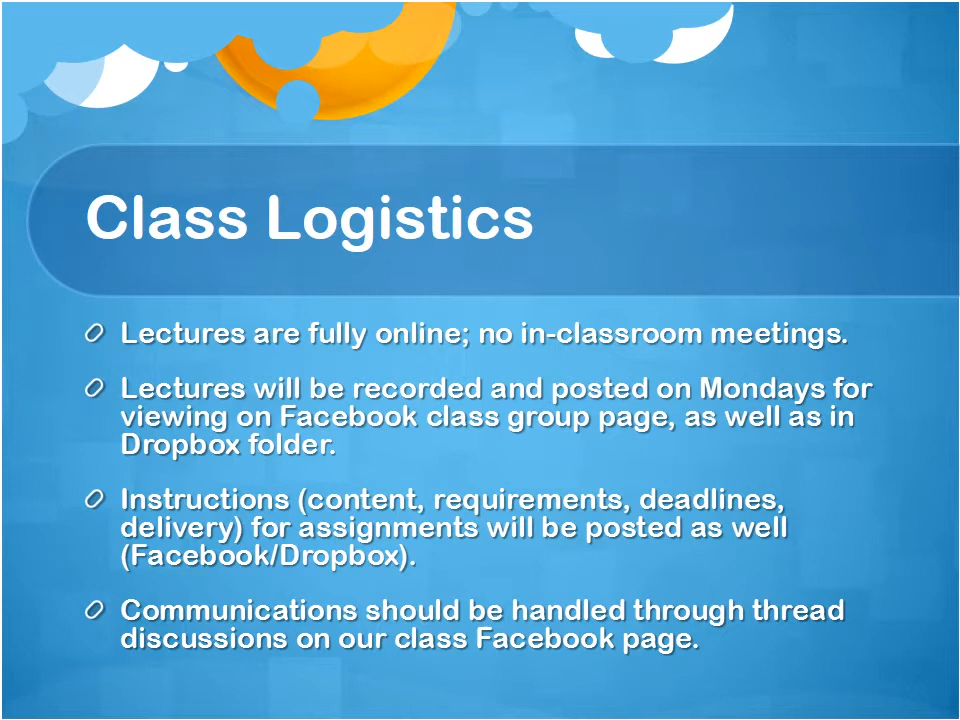 Class Logistics
Lectures are fully online; no in-classroom meetings.
Lectures will be recorded and posted on Mondays for
viewing on Facebook class group page, as well as in
Dropbox folder.
Instructions (content, requirements, deadlines,
delivery) for assignments will be posted as well
(Facebook/Dropbox).
Communications should be handled through thread
discussions on our class Facebook page.